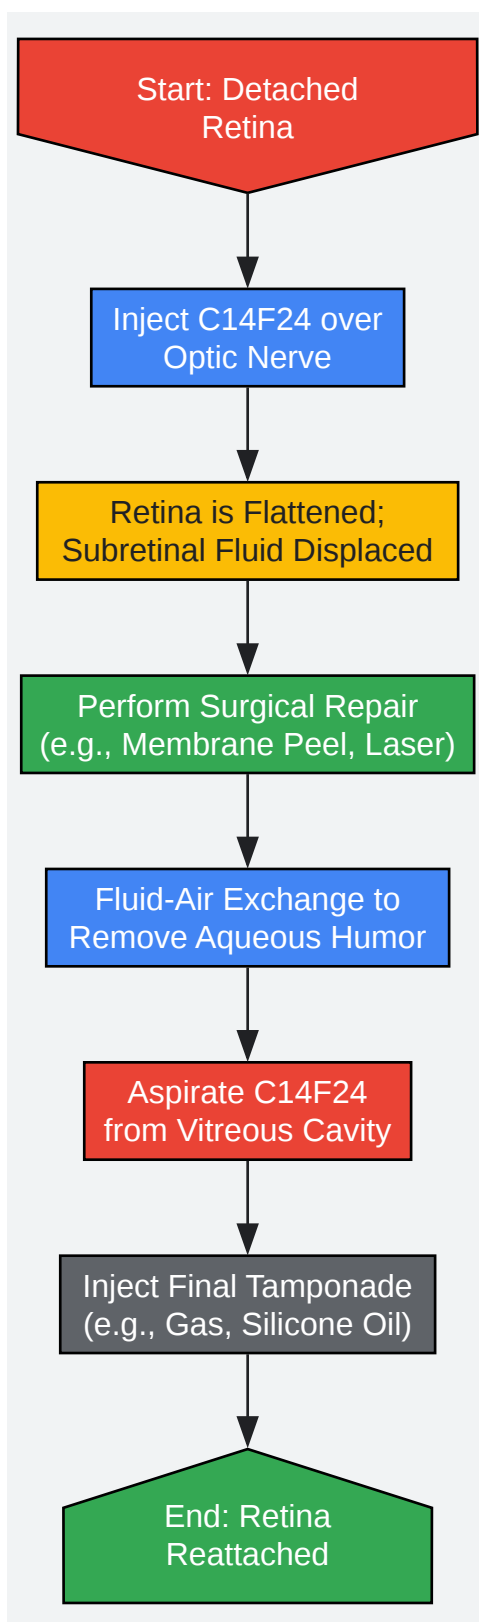 Start: Detached
Retina
Inject C14F24 over
Optic Nerve
Retina is Flattened;
Subretinal Fluid Displaced
Perform Surgical Repair
(e.g., Membrane Peel, Laser)
Fluid-Air Exchange to
Remove Aqueous Humor
Aspirate C14F24
from Vitreous Cavity
Inject Final Tamponade
(e.g., Gas, Silicone Oil)
End: Retina
Reattached